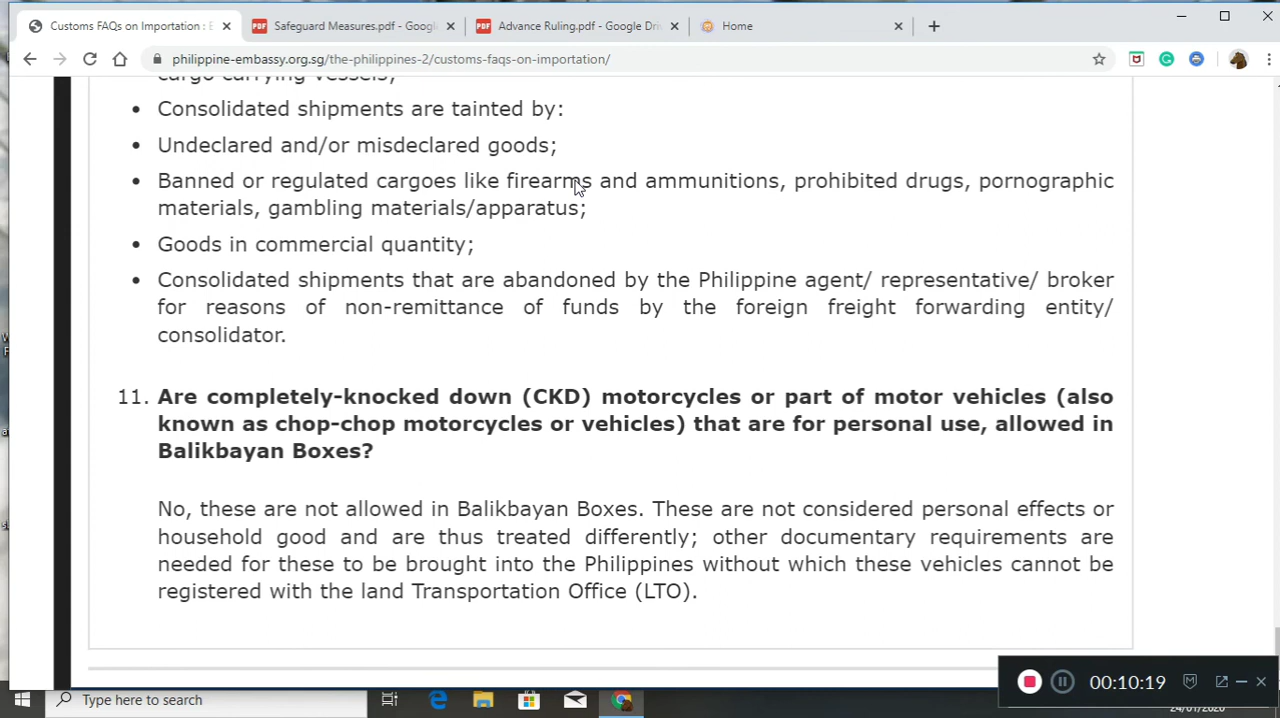 Customs FAQs on Importation : E
Safeguard Measures.pdf - Googl
Advance Ruling.pdf - Google Dri
Home
philippine-embassy.org.sg/the-philippines-2/customs-faqs-on-importation/
cargo carrying vessels;
• Consolidated shipments are tainted by:
• Undeclared and/or misdeclared goods;
• Banned or regulated cargoes like firearms and ammunitions, prohibited drugs, pornographic
materials, gambling materials/apparatus;
• Goods in commercial quantity;
• Consolidated shipments that are abandoned by the Philippine agent/ representative/ broker
for reasons of non-remittance of funds by the foreign freight forwarding entity/
consolidator.
11. Are completely-knocked down (CKD) motorcycles or part of motor vehicles (also
known as chop-chop motorcycles or vehicles) that are for personal use, allowed in
Balikbayan Boxes?
No, these are not allowed in Balikbayan Boxes. These are not considered personal effects or
household good and are thus treated differently; other documentary requirements are
needed for these to be brought into the Philippines without which these vehicles cannot be
registered with the land Transportation Office (LTO).
00:10:19
Type here to search
24/01/2020